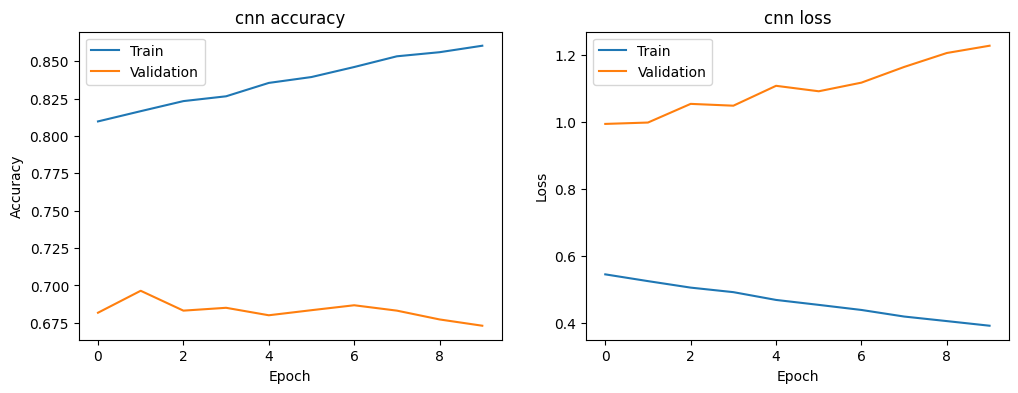 cnn accuracy
Train
Validation
Accuracy
0.850
0.825
0.800
0.775
0.750
0.725
0.700
0.675
0 2 4 6 8
Epoch
cnn loss
Train
Validation
Loss
1.2
1.0
0.8
0.6
0.4
0 2 4 6 8
Epoch